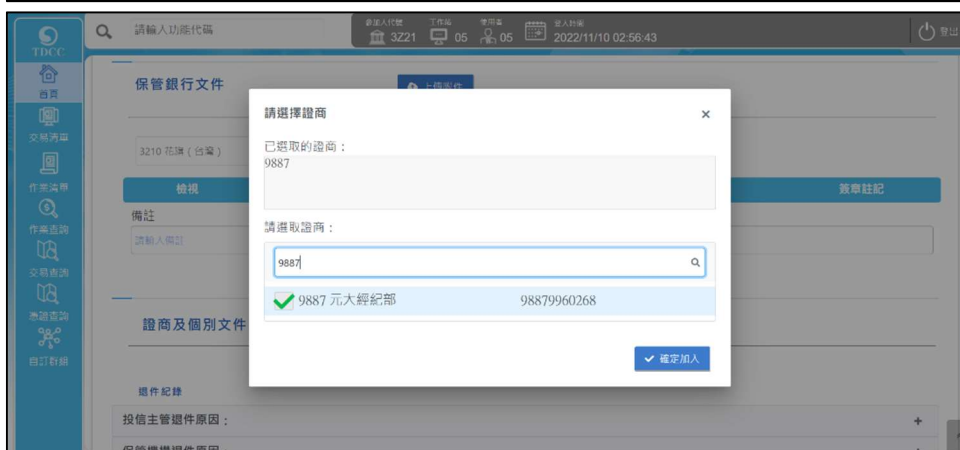 TDCC
請輸入功能代碼
參加人代號 工作站 使用者 登入時間
3Z21 05 05 2022/11/10 02:56:43
登出
首頁
交易清單
作業清單
作業查詢
交易查詢
憑證查詢
自訂群組
保管銀行文件
上傳附件
3210 花旗（台灣）
檢視
簽章註記
備註
請輸入備註
請選擇證商
×
已選取的證商：
9887
請選取證商：
9887
9887 元大經紀部 98879960268
確定加入
證商及個別文件
退件紀錄
投信主管退件原因：
+
保管機構退件原因：